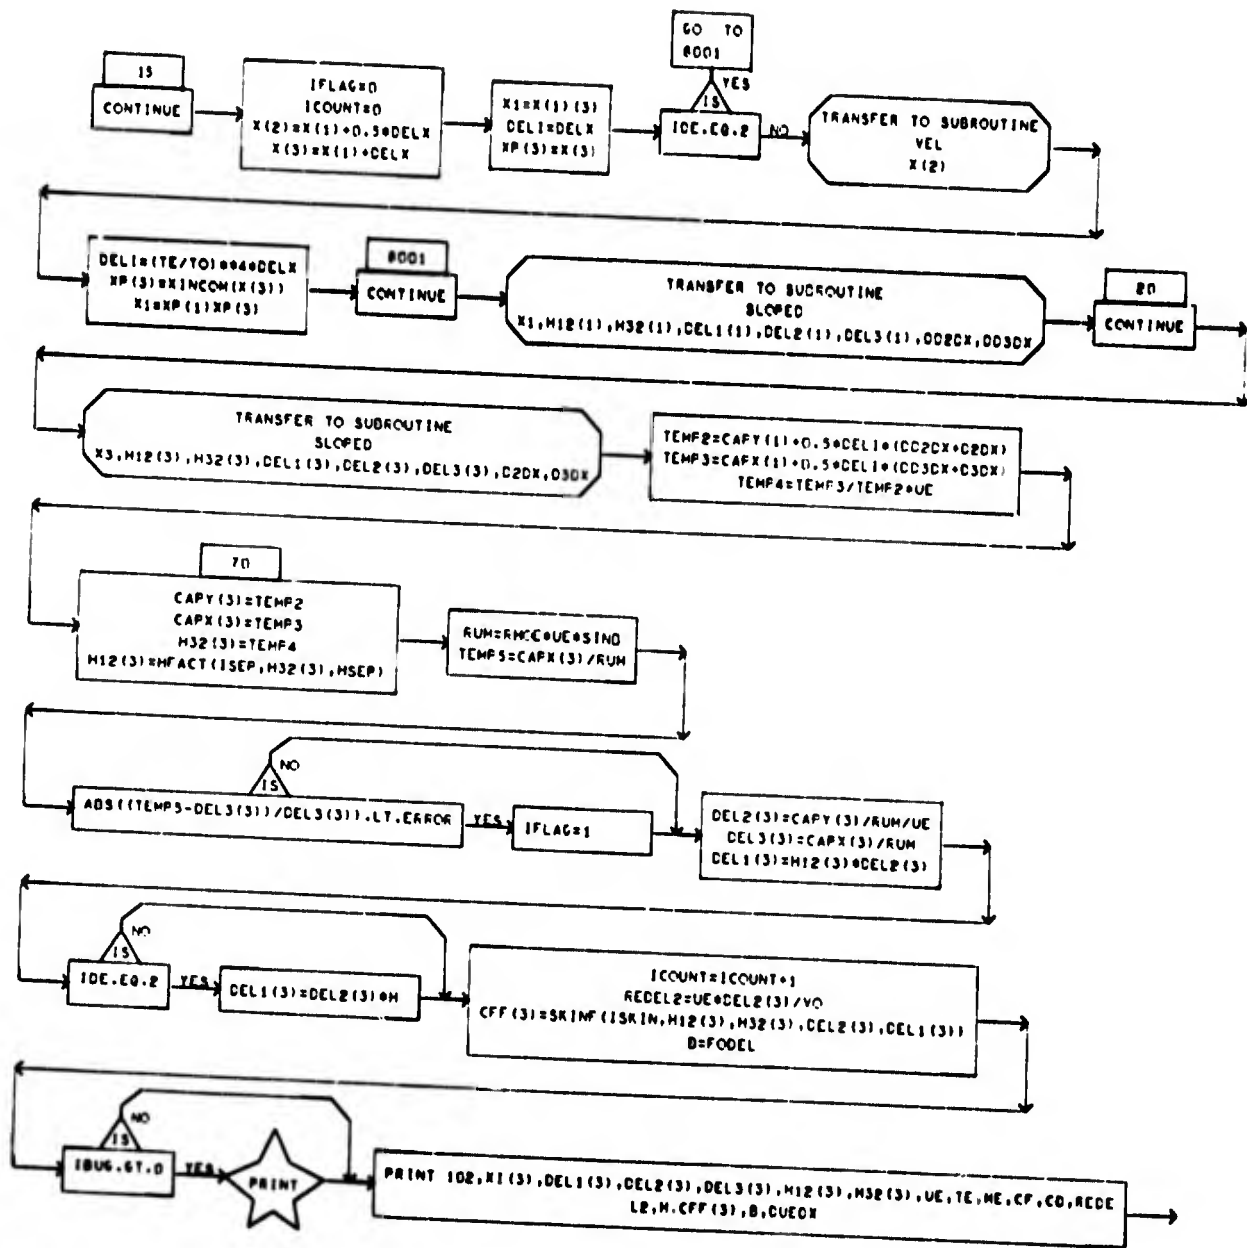 GO TO
8001
15
CONTINUE
IFLAG=0
ICOUNT=0
X(2)=X(1)+0.5*DELX
X(3)=X(1)+DELX
X1=X(1)(3)
DELI=DELX
XP(3)=X(3)
YES
IS
IDE.EQ.2
NO
TRANSFER TO SUBROUTINE
VEL
X(2)
DELI=(TE/TO)**4*DELX
XP(3)=XINCOM(X(3))
X1=XP(1)XP(3)
8001
CONTINUE
TRANSFER TO SUBROUTINE
SLOPED
X1,H12(1),H32(1),DEL1(1),DEL2(1),DEL3(1),DD2DX,DD3DX
20
CONTINUE
TRANSFER TO SUBROUTINE
SLOPED
X3,H12(3),H32(3),DEL1(3),DEL2(3),DEL3(3),D2DX,D3DX
TEMP2=CAPY(1)+0.5*DELI*(DD2DX+D2DX)
TEMP3=CAPX(1)+0.5*DELI*(DD3DX+D3DX)
TEMP4=TEMP3/TEMP2*UE
70
CAPY(3)=TEMP2
CAPX(3)=TEMP3
H32(3)=TEMP4
H12(3)=HFACT(ISEP,H32(3),HSEP)
RUM=RHOE*UE*SIND
TEMP5=CAPX(3)/RUM
NO
IS
ABS((TEMP5-DEL3(3))/DEL3(3)).LT.ERROR
YES
IFLAG=1
DEL2(3)=CAPY(3)/RUM/UE
DEL3(3)=CAPX(3)/RUM
DEL1(3)=H12(3)*DEL2(3)
NO
IS
IDE.EQ.2
YES
DEL1(3)=DEL2(3)*H
ICOUNT=ICOUNT+1
REDEL2=UE*DEL2(3)/VO
CFF(3)=SKINF(ISKIN,H12(3),H32(3),DEL2(3),DEL1(3))
B=FODEL
NO
IS
IBUG.GT.0
YES
PRINT
PRINT 102,XI(3),DEL1(3),DEL2(3),DEL3(3),H12(3),H32(3),UE,TE,ME,CF,CD,REDE
L2,H,CFF(3),B,DUEDX